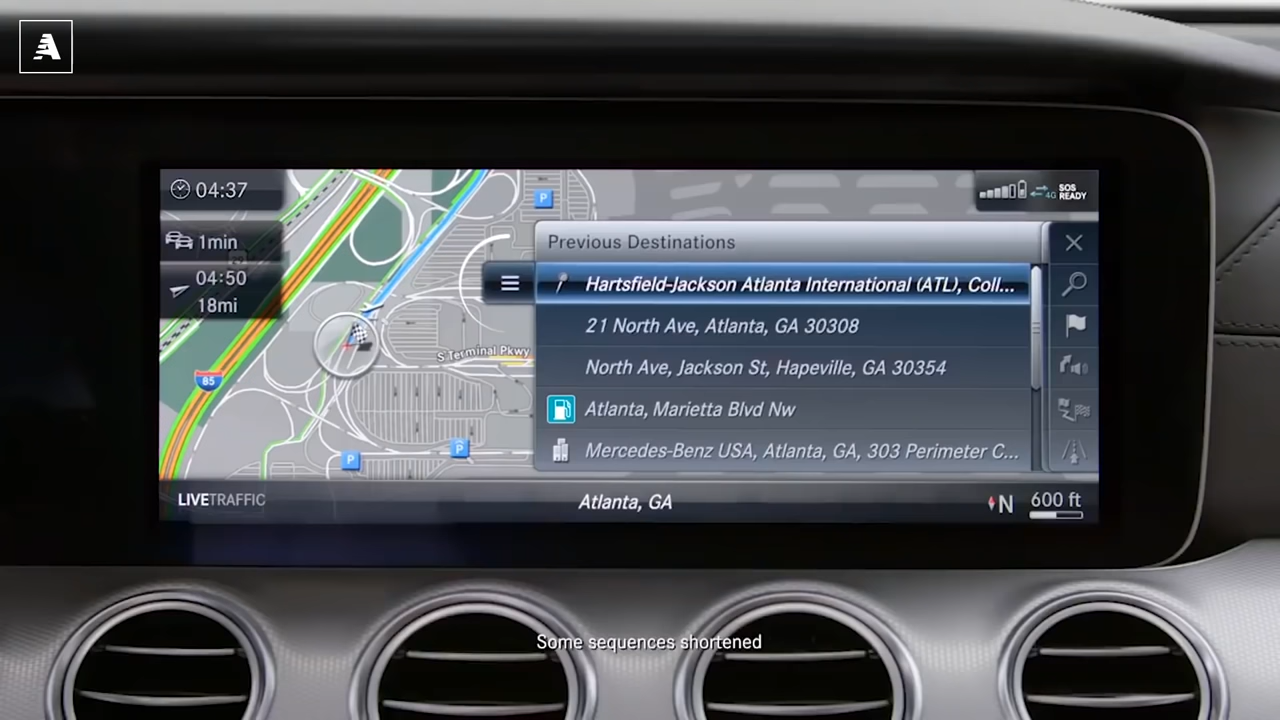 04:37
1min
04:50
18mi
85
P
P
P
S Terminal Pkwy
4G
SOS
READY
Previous Destinations
Hartsfield-Jackson Atlanta International (ATL), Coll...
21 North Ave, Atlanta, GA 30308
North Ave, Jackson St, Hapeville, GA 30354
Atlanta, Marietta Blvd Nw
Mercedes-Benz USA, Atlanta, GA, 303 Perimeter C...
LIVETRAFFIC
Atlanta, GA
N
600 ft
Some sequences shortened